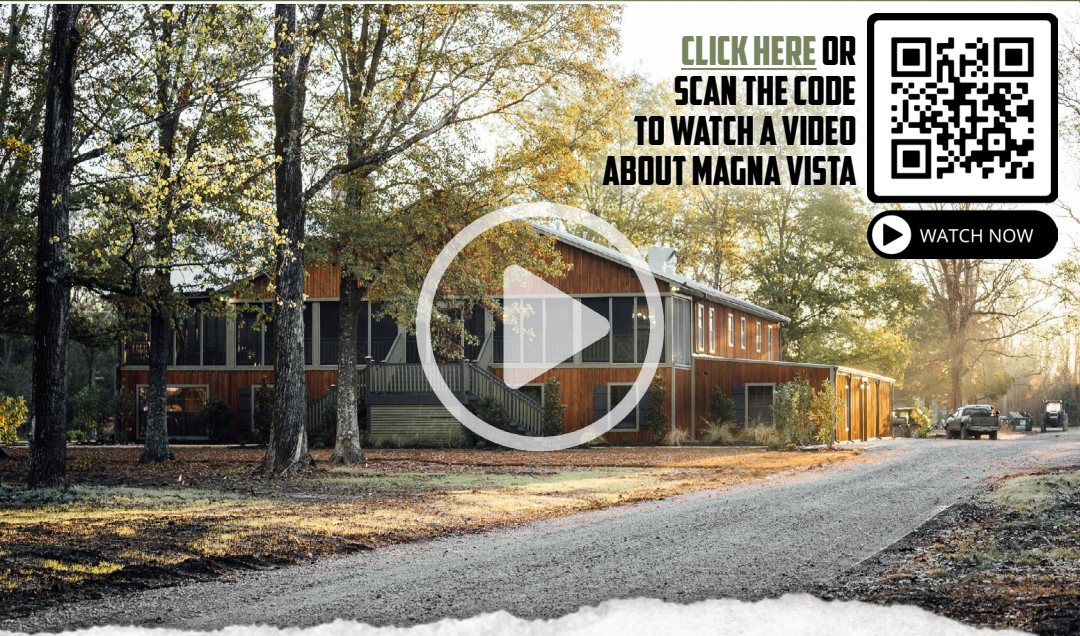 CLICK HERE OR
SCAN THE CODE
TO WATCH A VIDEO
ABOUT MAGNA VISTA
WATCH NOW